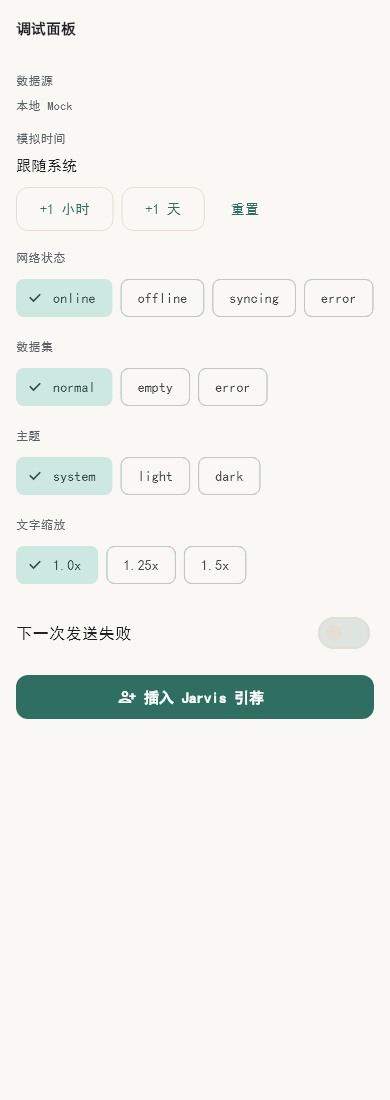 调试面板
数据源
本地 Mock
模拟时间
跟随系统
+1 小时 +1 天 重置
网络状态
online offline syncing error
数据集
normal empty error
主题
system light dark
文字缩放
1.0x 1.25x 1.5x
下一次发送失败
插入 Jarvis 引荐